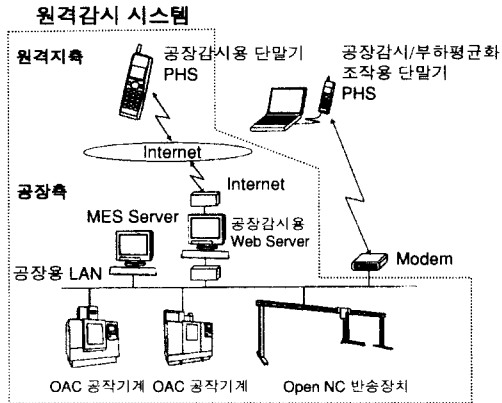 원격감시 시스템
원격지측
공장감시용 단말기
PHS
공장감시/부하평균화
조작용 단말기
PHS
Internet
Internet
공장측
MES Server
공장감시용
Web Server
Modem
공장용 LAN
OAC 공작기계
OAC 공작기계
Open NC 반송장치